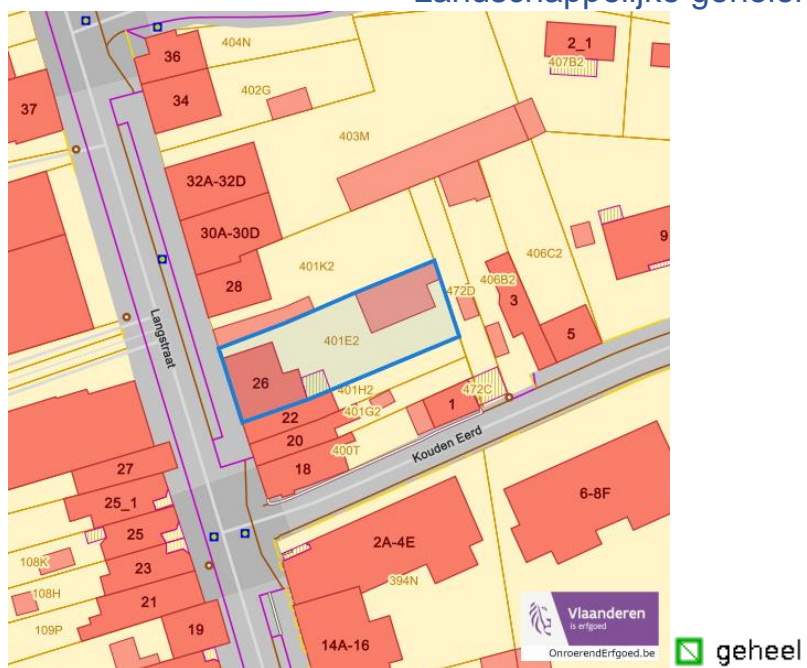 Landschappelijke geheler
36
404N
2_1
407B2
34
402G
37
403M
32A-32D
30A-30D
406C2
9
401K2
28
472D
406B2
3
5
Langstraat
401E2
26
401H2
472C
22
401G2
1
20
400T
Kouden Eerd
18
27
25_1
6-8F
25
2A-4E
108K
23
394N
108H
21
109P
19
14A-16
Vlaanderen
is erfgoed
OnroerendErfgoed.be
geheel